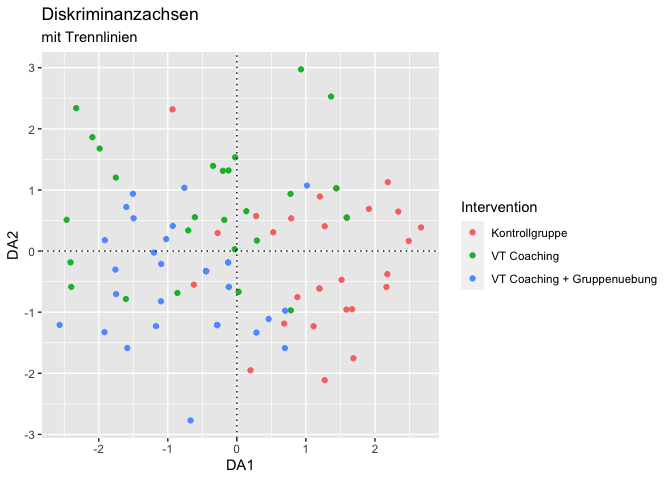 Diskriminanzachsen
mit Trennlinien
3
2
1
0
-1
-2
-3
DA2
-2
-1
0
1
2
DA1
Intervention
Kontrollgruppe
VT Coaching
VT Coaching + Gruppenuebung